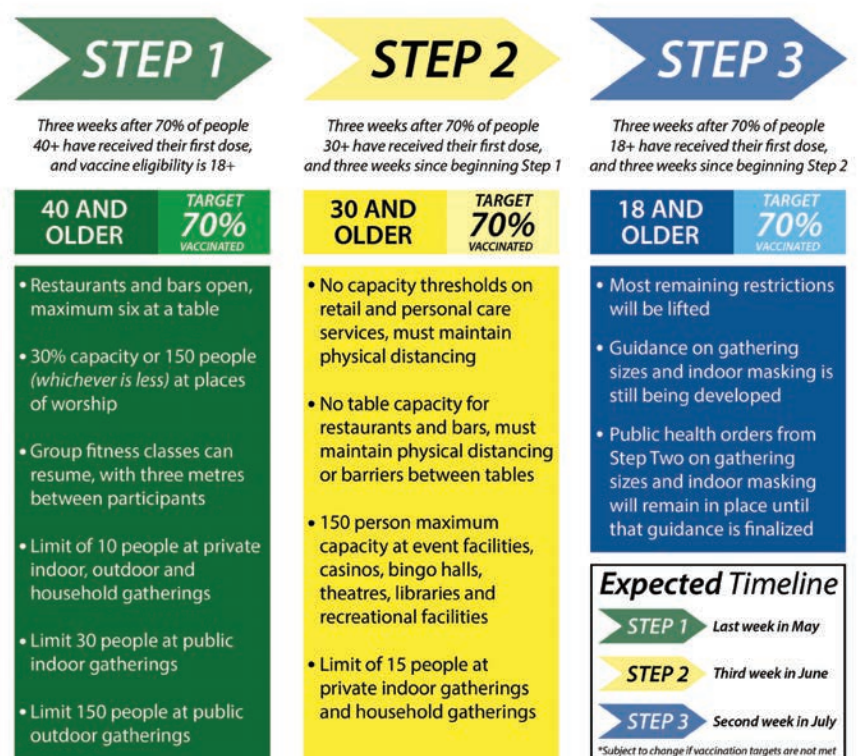 STEP 1
Three weeks after 70% of people
40+ have received their first dose,
and vaccine eligibility is 18+
40 AND
OLDER
TARGET
70%
VACCINATED
• Restaurants and bars open,
maximum six at a table
• 30% capacity or 150 people
(whichever is less) at places
of worship
• Group fitness classes can
resume, with three metres
between participants
• Limit of 10 people at private
indoor, outdoor and
household gatherings
• Limit 30 people at public
indoor gatherings
• Limit 150 people at public
outdoor gatherings
STEP 2
Three weeks after 70% of people
30+ have received their first dose,
and three weeks since beginning Step 1
30 AND
OLDER
TARGET
70%
VACCINATED
• No capacity thresholds on
retail and personal care
services, must maintain
physical distancing
• No table capacity for
restaurants and bars, must
maintain physical distancing
or barriers between tables
• 150 person maximum
capacity at event facilities,
casinos, bingo halls,
theatres, libraries and
recreational facilities
• Limit of 15 people at
private indoor gatherings
and household gatherings
STEP 3
Three weeks after 70% of people
18+ have received their first dose,
and three weeks since beginning Step 2
18 AND
OLDER
TARGET
70%
VACCINATED
• Most remaining restrictions
will be lifted
• Guidance on gathering
sizes and indoor masking is
still being developed
• Public health orders from
Step Two on gathering
sizes and indoor masking
will remain in place until
that guidance is finalized
Expected Timeline
STEP 1 Last week in May
STEP 2 Third week in June
STEP 3 Second week in July
*Subject to change if vaccination targets are not met